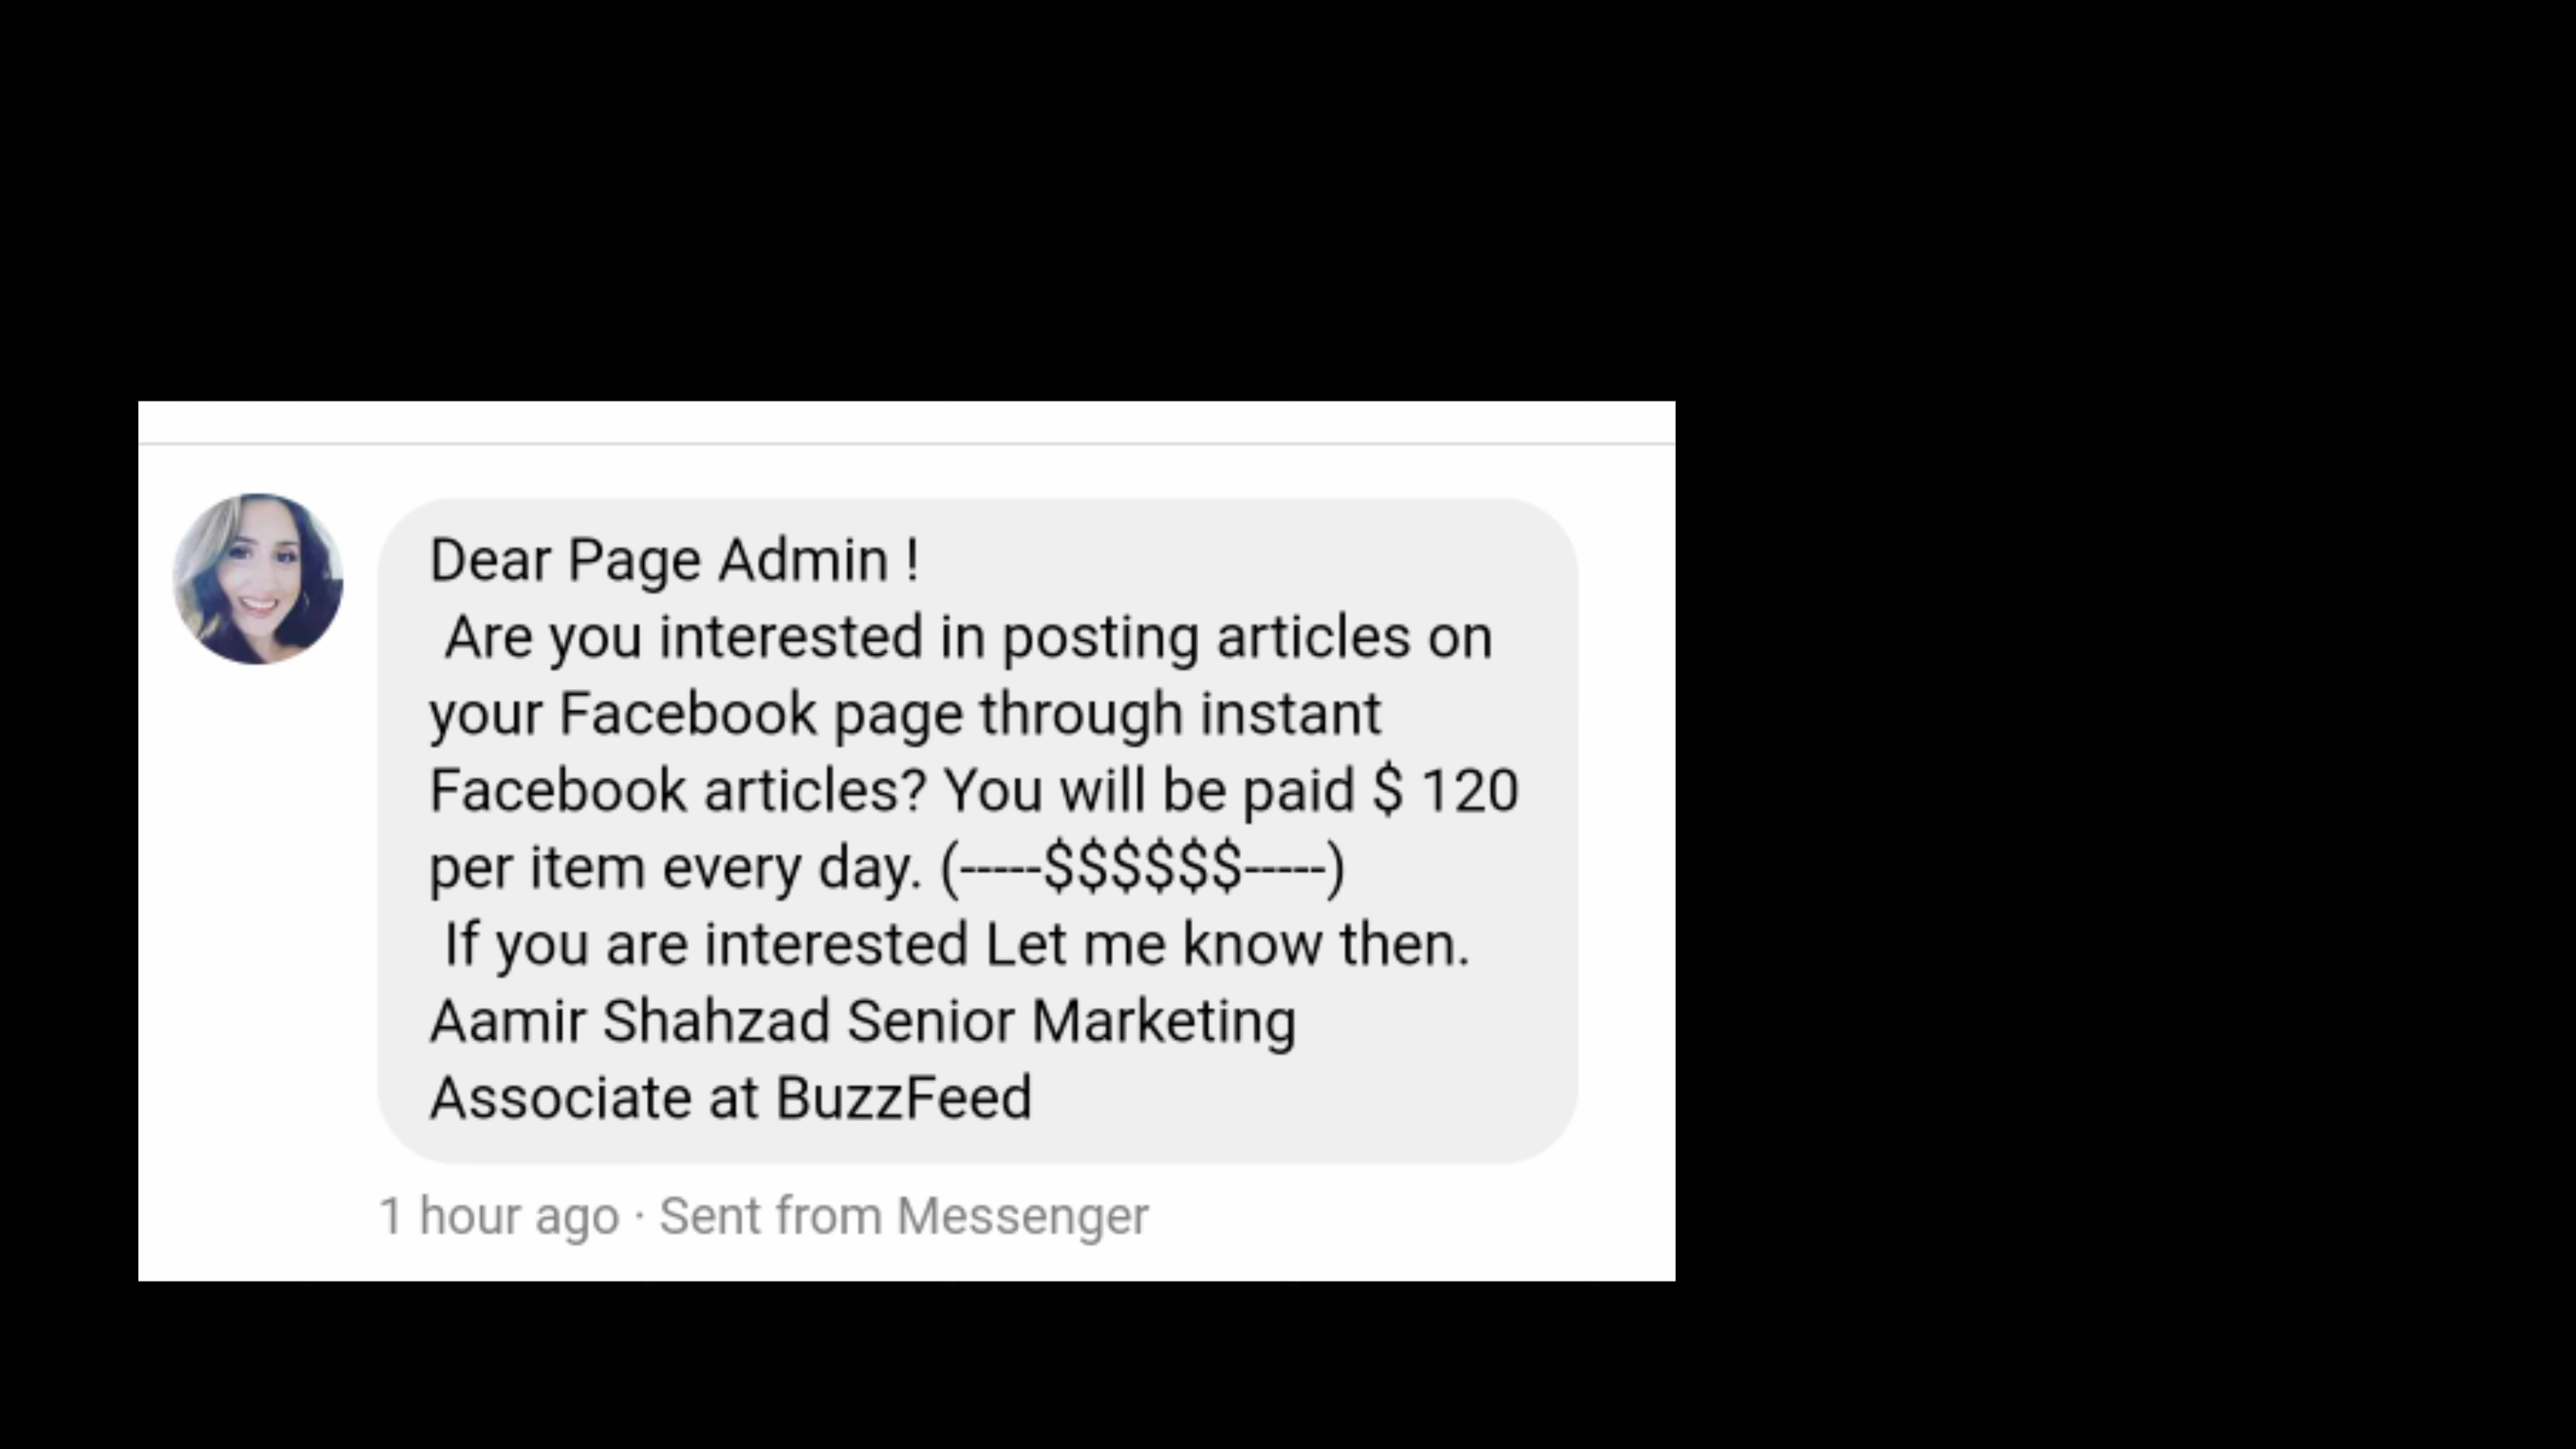 Dear Page Admin !
Are you interested in posting articles on
your Facebook page through instant
Facebook articles? You will be paid $ 120
per item every day. (-----$$$$$$-----)
If you are interested Let me know then.
Aamir Shahzad Senior Marketing
Associate at BuzzFeed
1 hour ago · Sent from Messenger